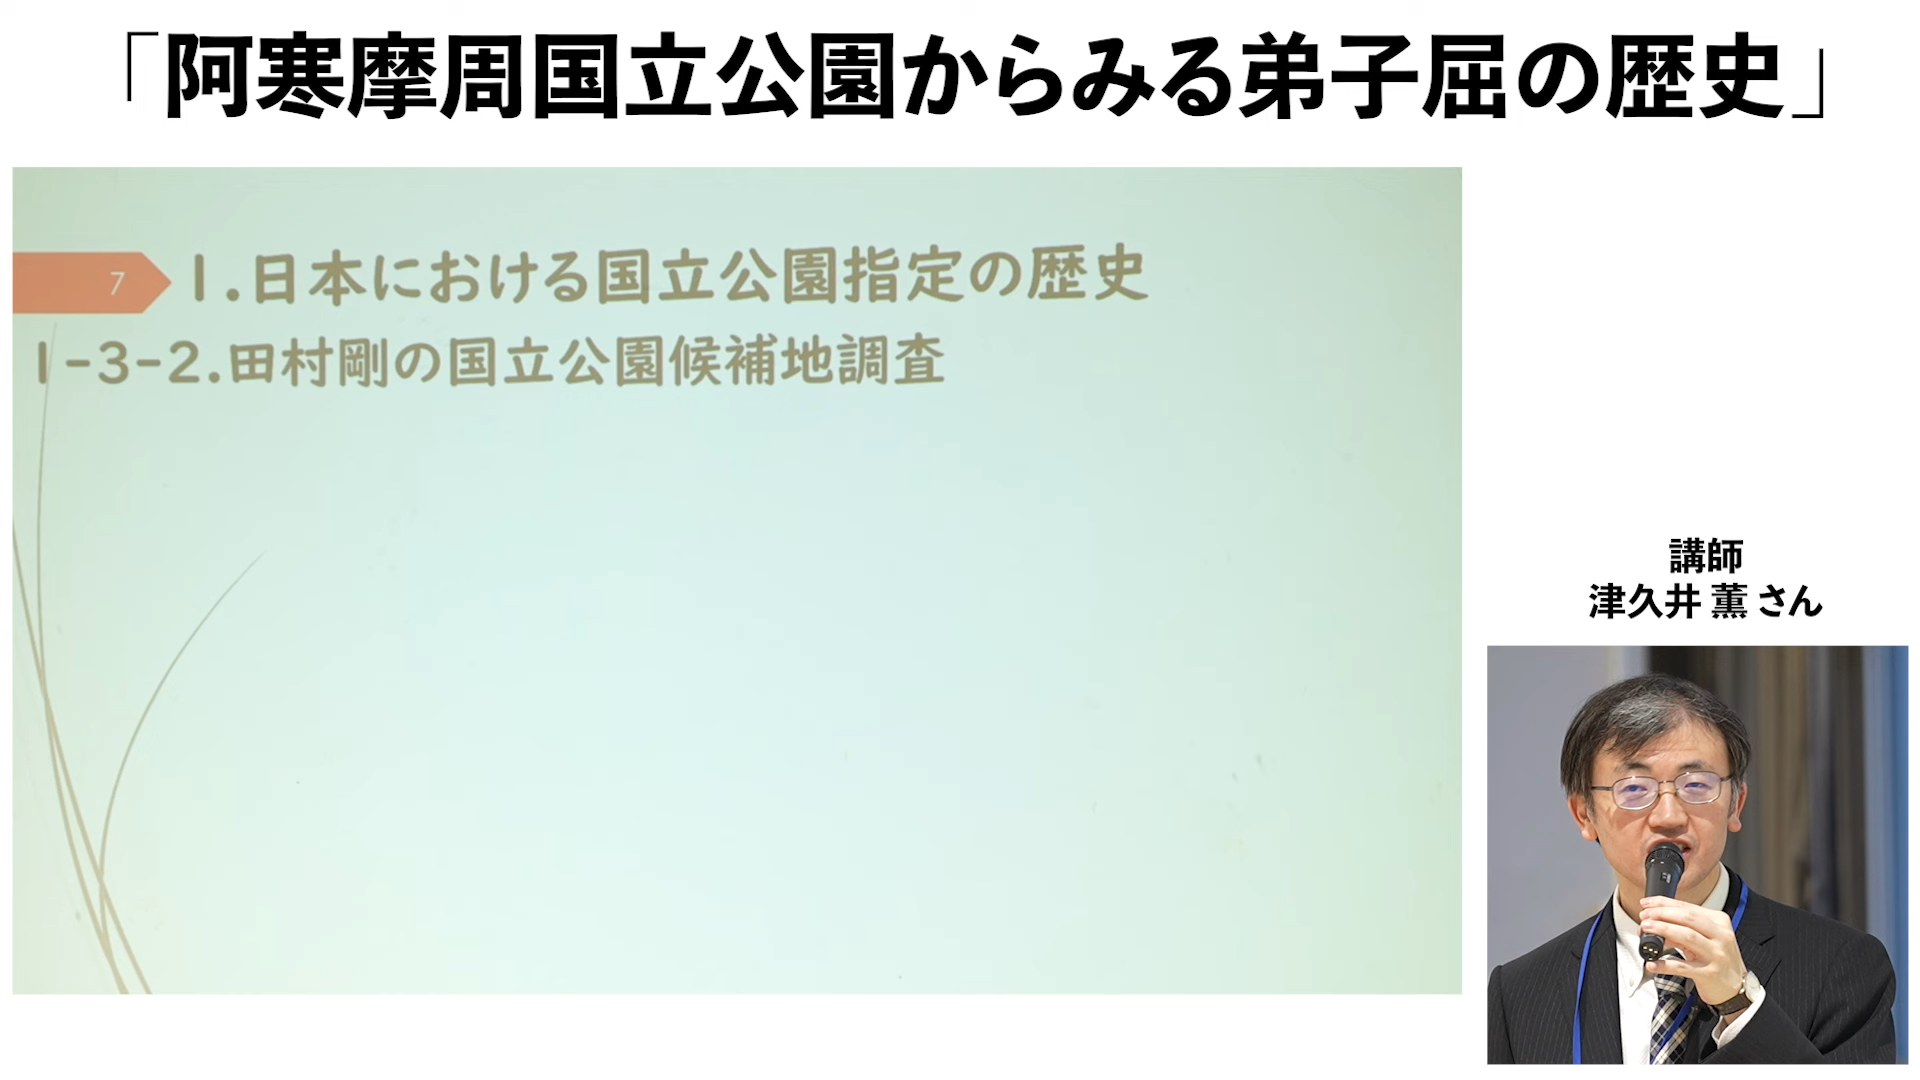 「阿寒摩周国立公園からみる弟子屈の歴史」
7
1.日本における国立公園指定の歴史
1-3-2.田村剛の国立公園候補地調査
講師
津久井 薫 さん